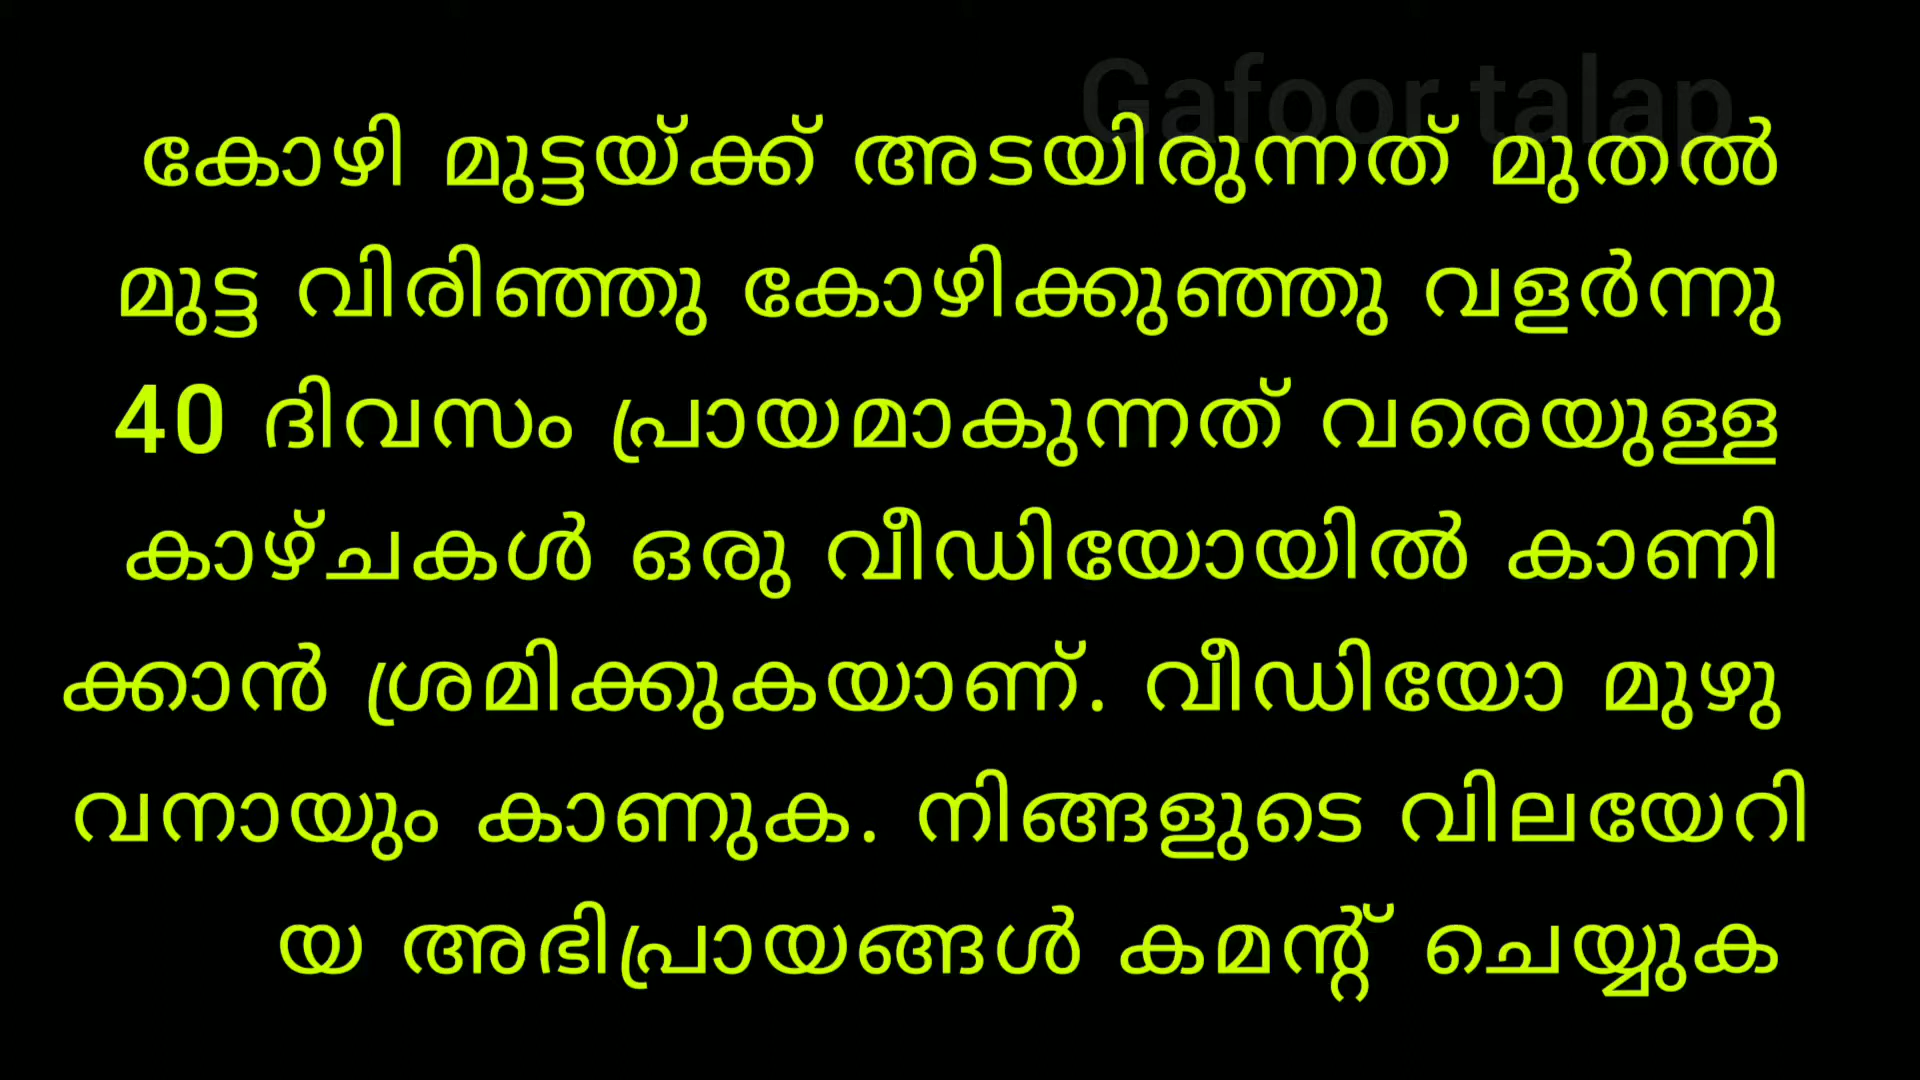 Gafoor talap
കോഴി മുട്ടയ്ക്ക് അടയിരുന്നത് മുതൽ
മുട്ട വിരിഞ്ഞു കോഴിക്കുഞ്ഞു വളർന്നു
40 ദിവസം പ്രായമാകുന്നത് വരെയുള്ള
കാഴ്ചകൾ ഒരു വീഡിയോയിൽ കാണി
ക്കാൻ ശ്രമിക്കുകയാണ്. വീഡിയോ മുഴു
വനായും കാണുക. നിങ്ങളുടെ വിലയേറി
യ അഭിപ്രായങ്ങൾ കമന്റ് ചെയ്യുക